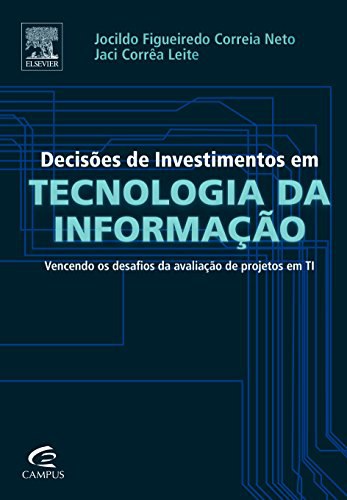 Jocildo Figueiredo Correia Neto
Jaci Corrêa Leite
ELSEVIER
Decisões de Investimentos em
TECNOLOGIA DA
INFORMAÇÃO
Vencendo os desafios da avaliação de projetos em TI
CAMPUS